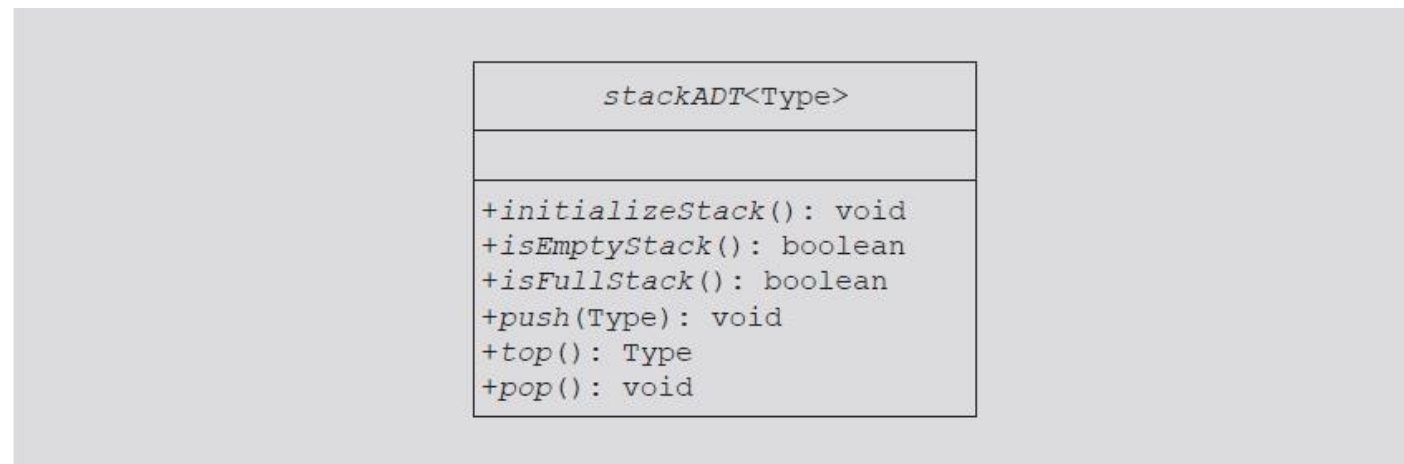 stackADT<Type>
+initializeStack(): void
+isEmptyStack(): boolean
+isFullStack(): boolean
+push(Type): void
+top(): Type
+pop(): void